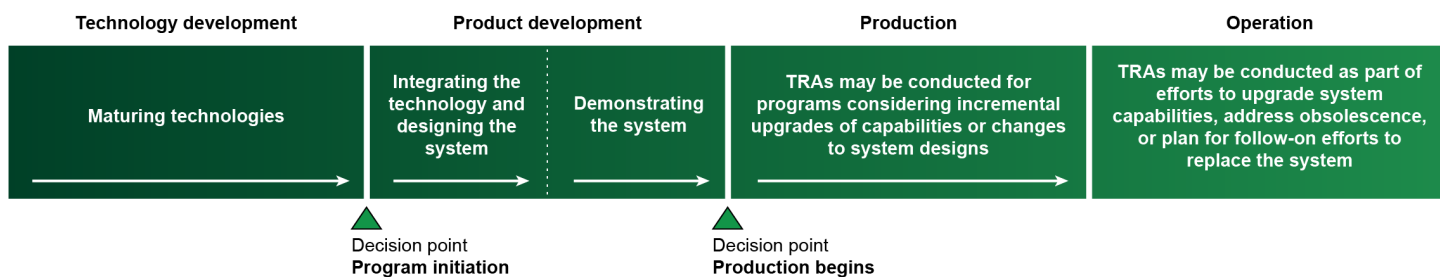 Technology development
Product development
Production
Operation
Maturing technologies
Integrating the
technology and
designing the
system
Demonstrating
the system
TRAs may be conducted for
programs considering incremental
upgrades of capabilities or changes
to system designs
TRAs may be conducted as part of
efforts to upgrade system
capabilities, address obsolescence,
or plan for follow-on efforts to
replace the system
Decision point
Program initiation
Decision point
Production begins